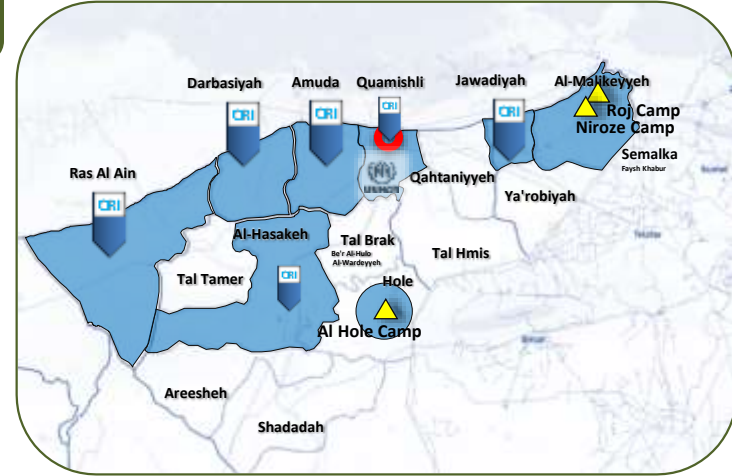 Darbasiyah
Amuda
Quamishli
Jawadiyah
Al-Malikeyyeh
CRI
CRI
CRI
CRI
Roj Camp
Niroze Camp
Semalka
Faysh Khabur
Ras Al Ain
CRI
UNHCR
Qahtaniyyeh
Ya'robiyah
Al-Hasakeh
Tal Brak
Be'r Al-Hulo
Al-Wardeyyeh
Tal Hmis
Tal Tamer
CRI
Hole
Al Hole Camp
Areesheh
Shadadah